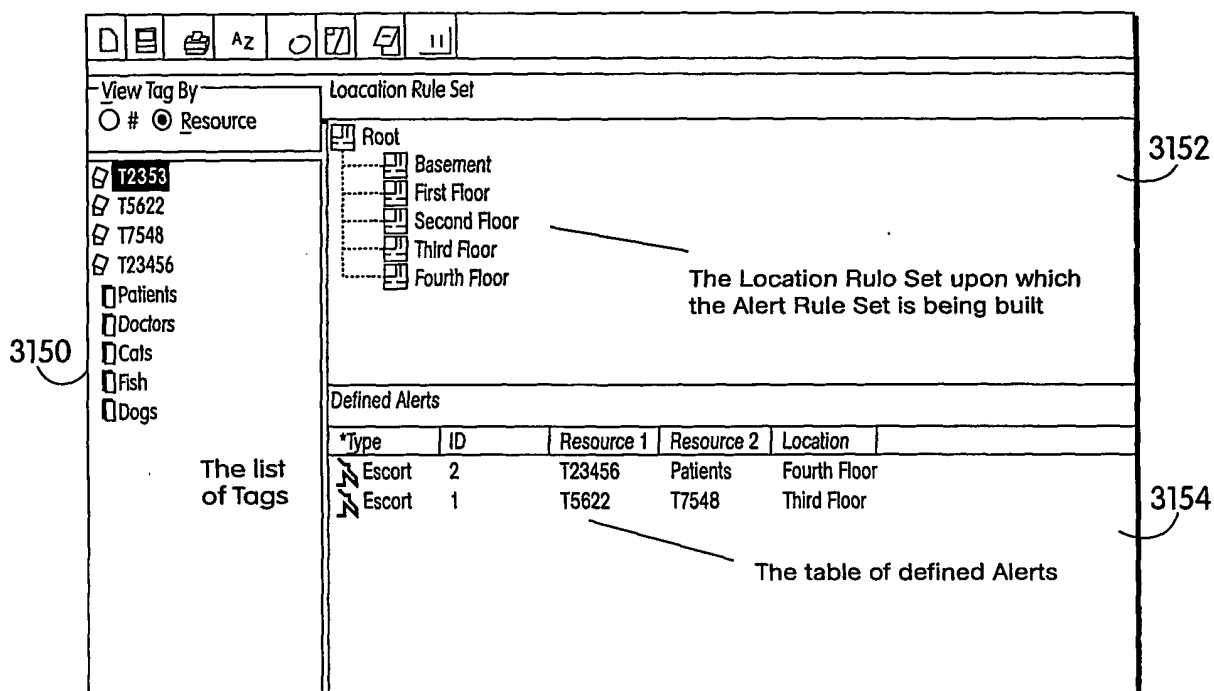 AZ
View Tag By
# Resource
Loacation Rule Set
T2353
T5622
T7548
T23456
Patients
Doctors
Cats
Fish
Dogs
The list
of Tags
3150
Root
Basement
First Floor
Second Floor
Third Floor
Fourth Floor
The Location Rulo Set upon which
the Alert Rule Set is being built
3152
Defined Alerts
*Type ID Resource 1 Resource 2 Location
Escort 2 T23456 Patients Fourth Floor
Escort 1 T5622 T7548 Third Floor
The table of defined Alerts
3154